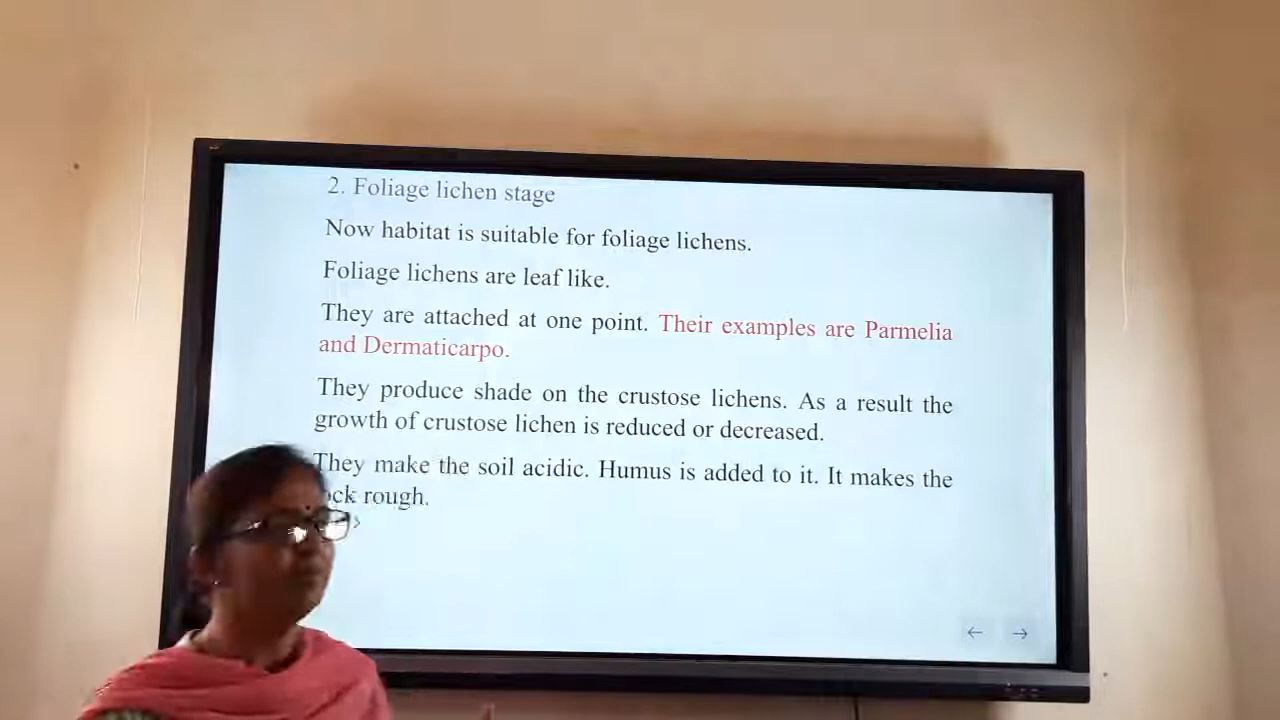 2. Foliage lichen stage
Now habitat is suitable for foliage lichens.
Foliage lichens are leaf like.
They are attached at one point. Their examples are Parmelia
and Dermaticarpo.
They produce shade on the crustose lichens. As a result the
growth of crustose lichen is reduced or decreased.
They make the soil acidic. Humus is added to it. It makes the
rough.